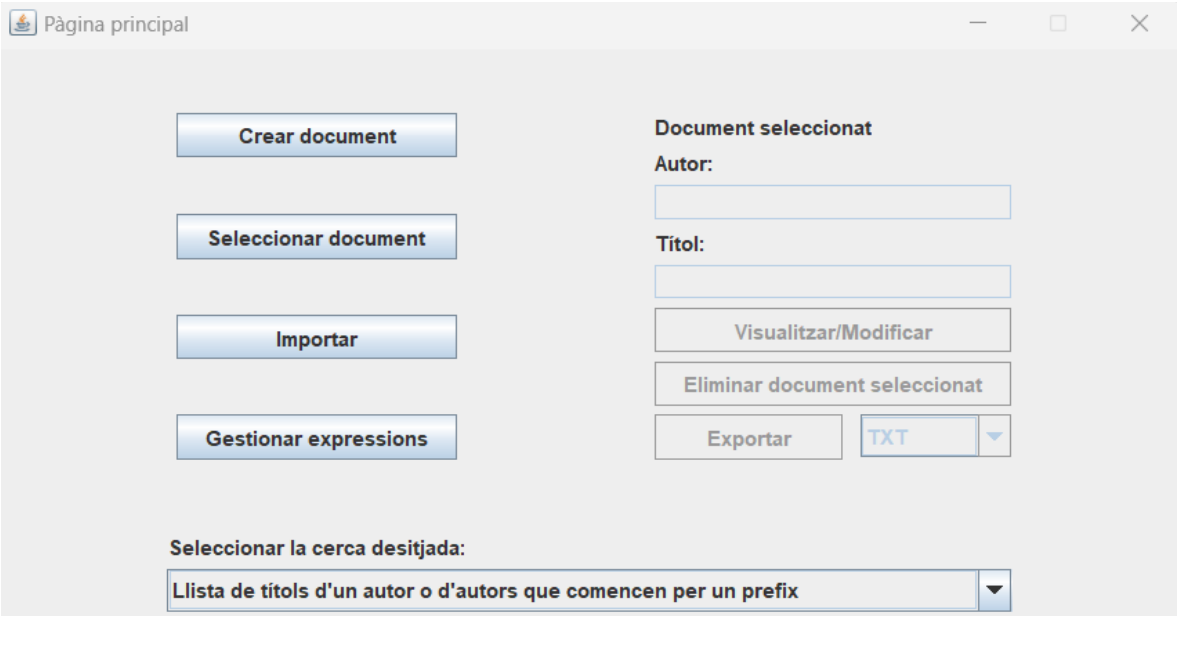 Pàgina principal
Crear document
Seleccionar document
Importar
Gestionar expressions
Document seleccionat
Autor:
Títol:
Visualitzar/Modificar
Eliminar document seleccionat
Exportar
TXT
Seleccionar la cerca desitjada:
Llista de títols d'un autor o d'autors que comencen per un prefix